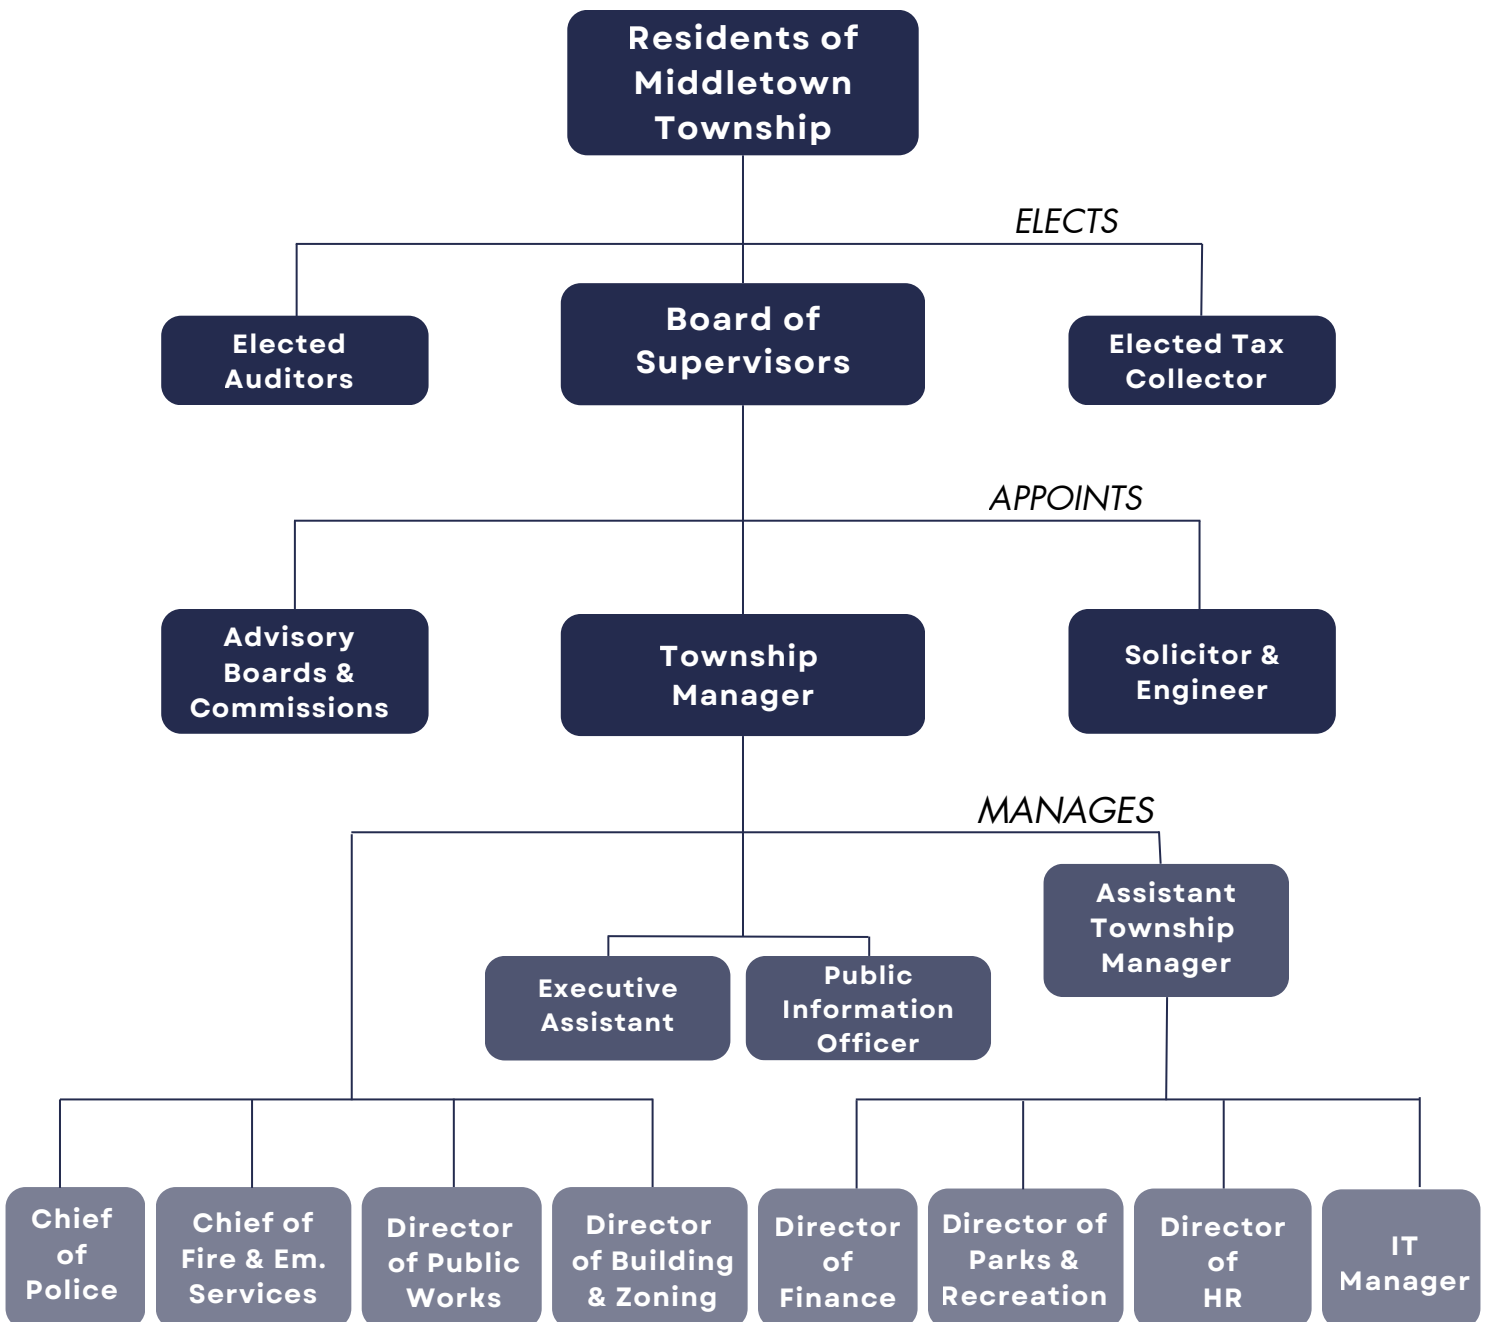 Residents of
Middletown
Township
ELECTS
Elected
Auditors
Board of
Supervisors
Elected Tax
Collector
APPOINTS
Advisory
Boards &
Commissions
Township
Manager
Solicitor &
Engineer
MANAGES
Assistant
Township
Manager
Executive
Assistant
Public
Information
Officer
Chief
of
Police
Chief of
Fire & Em.
Services
Director
of Public
Works
Director
of Building
& Zoning
Director
of
Finance
Director of
Parks &
Recreation
Director
of
HR
IT
Manager